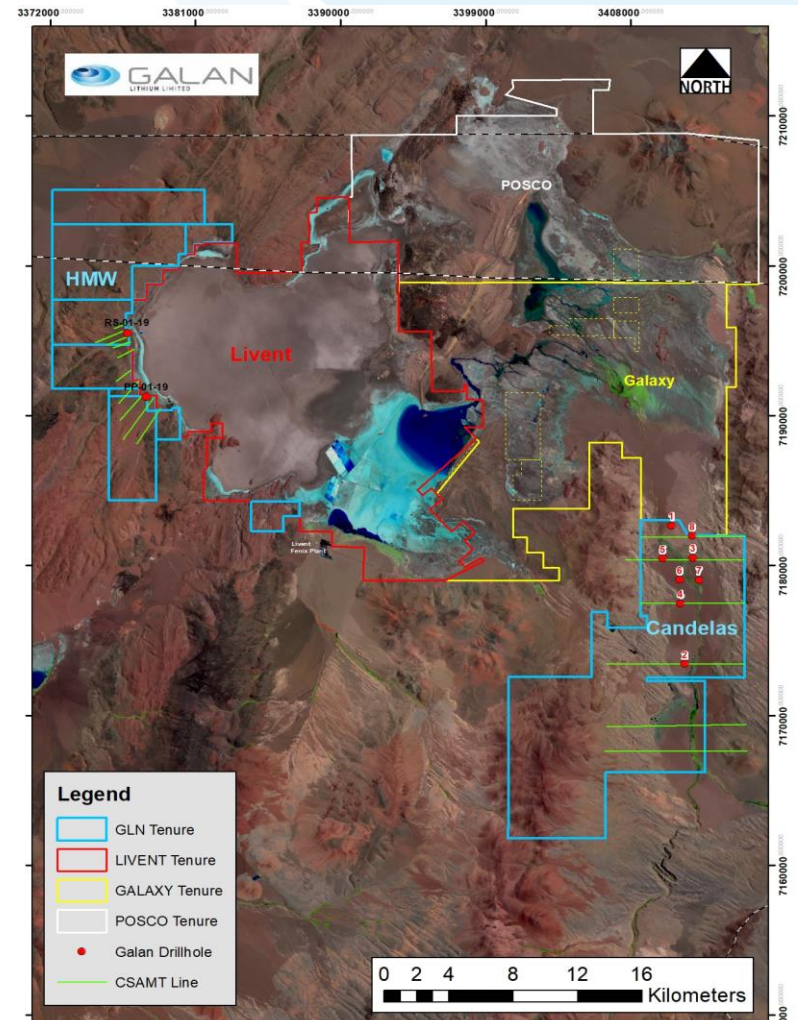 3372000
3381000
3390000
3399000
3408000
GALAN
LITHIUM LIMITED
NORTH
7210000
POSCO
7200000
HMW
RS-01-19
Livent
Galaxy
PP-01-19
7190000
1
8
Livent
Fenix Plant
5
3
7180000
6
7
4
Candelas
2
7170000
Legend
GLN Tenure
LIVENT Tenure
GALAXY Tenure
POSCO Tenure
Galan Drillhole
CSAMT Line
7160000
0 2 4 8 12 16
Kilometers